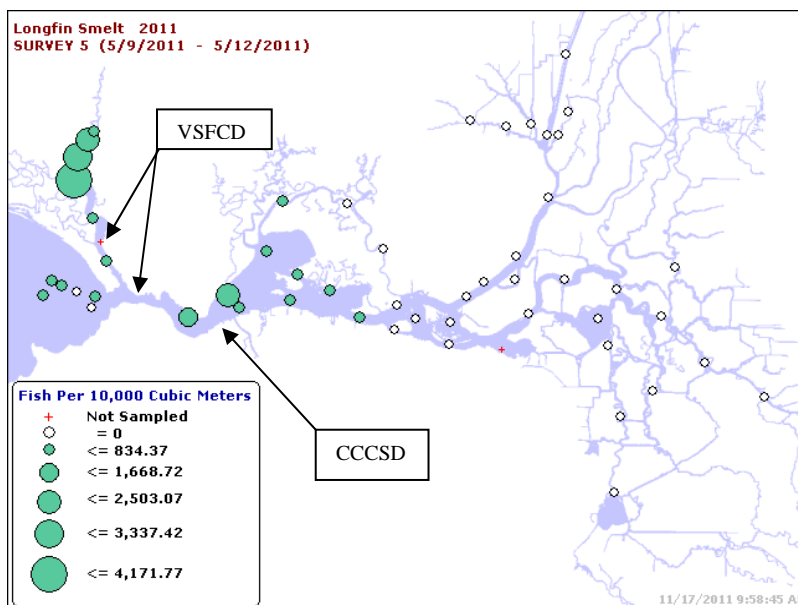 Longfin Smelt 2011
SURVEY 5 (5/9/2011 - 5/12/2011)
VSFCD
CCCSD
Fish Per 10,000 Cubic Meters
Not Sampled
= 0
<= 834.37
<= 1,668.72
<= 2,503.07
<= 3,337.42
<= 4,171.77
11/17/2011 9:58:45 A